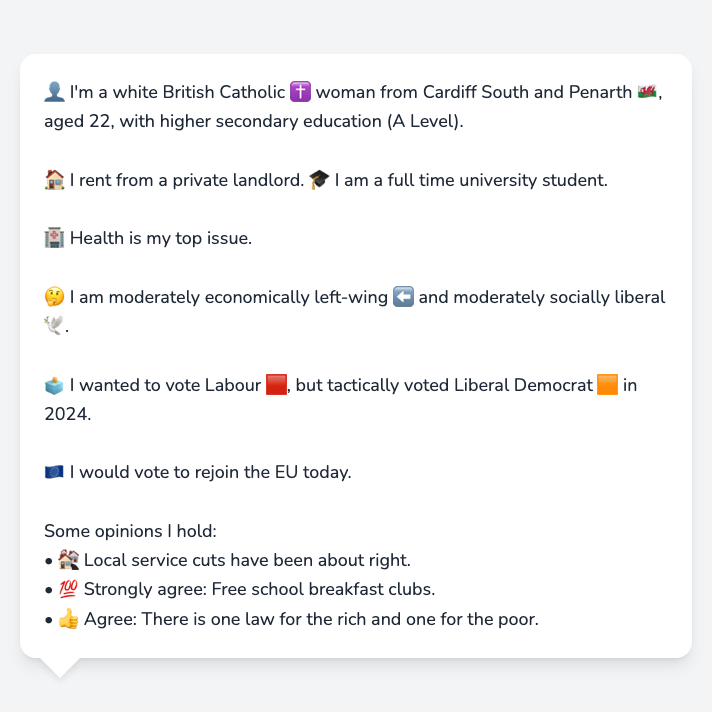 👤 I'm a white British Catholic ✝️ woman from Cardiff South and Penarth 🏴󠁧󠁢󠁷󠁬󠁳󠁿,
aged 22, with higher secondary education (A Level).
🏠 I rent from a private landlord. 🎓 I am a full time university student.
🏥 Health is my top issue.
🤔 I am moderately economically left-wing ⬅️ and moderately socially liberal
🕊️.
🗳️ I wanted to vote Labour 🟥, but tactically voted Liberal Democrat 🟧 in
2024.
🇪🇺 I would vote to rejoin the EU today.
Some opinions I hold:
• 🏚️ Local service cuts have been about right.
• 💯 Strongly agree: Free school breakfast clubs.
• 👍 Agree: There is one law for the rich and one for the poor.